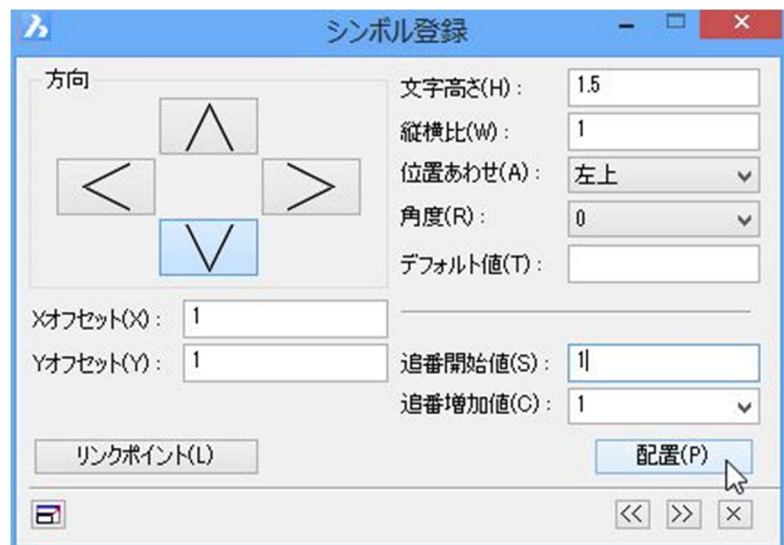 シンボル登録
方向
文字高さ(H) : 1.5
縦横比(W) : 1
位置あわせ(A) : 左上
角度(R) : 0
デフォルト値(T) :
Xオフセット(X) : 1
Yオフセット(Y) : 1
追番開始値(S) : 1
追番増加値(C) : 1
リンクポイント(L)
配置(P)